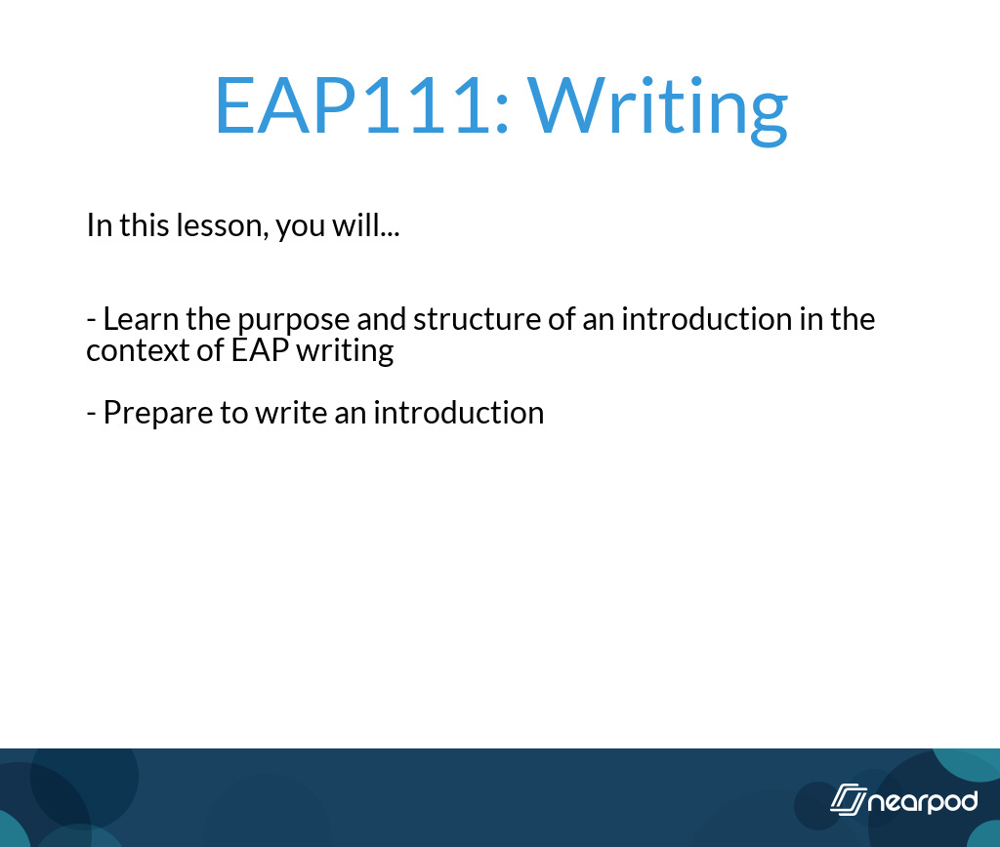 EAP111: Writing
In this lesson, you will...
- Learn the purpose and structure of an introduction in the
context of EAP writing
- Prepare to write an introduction
nearpod